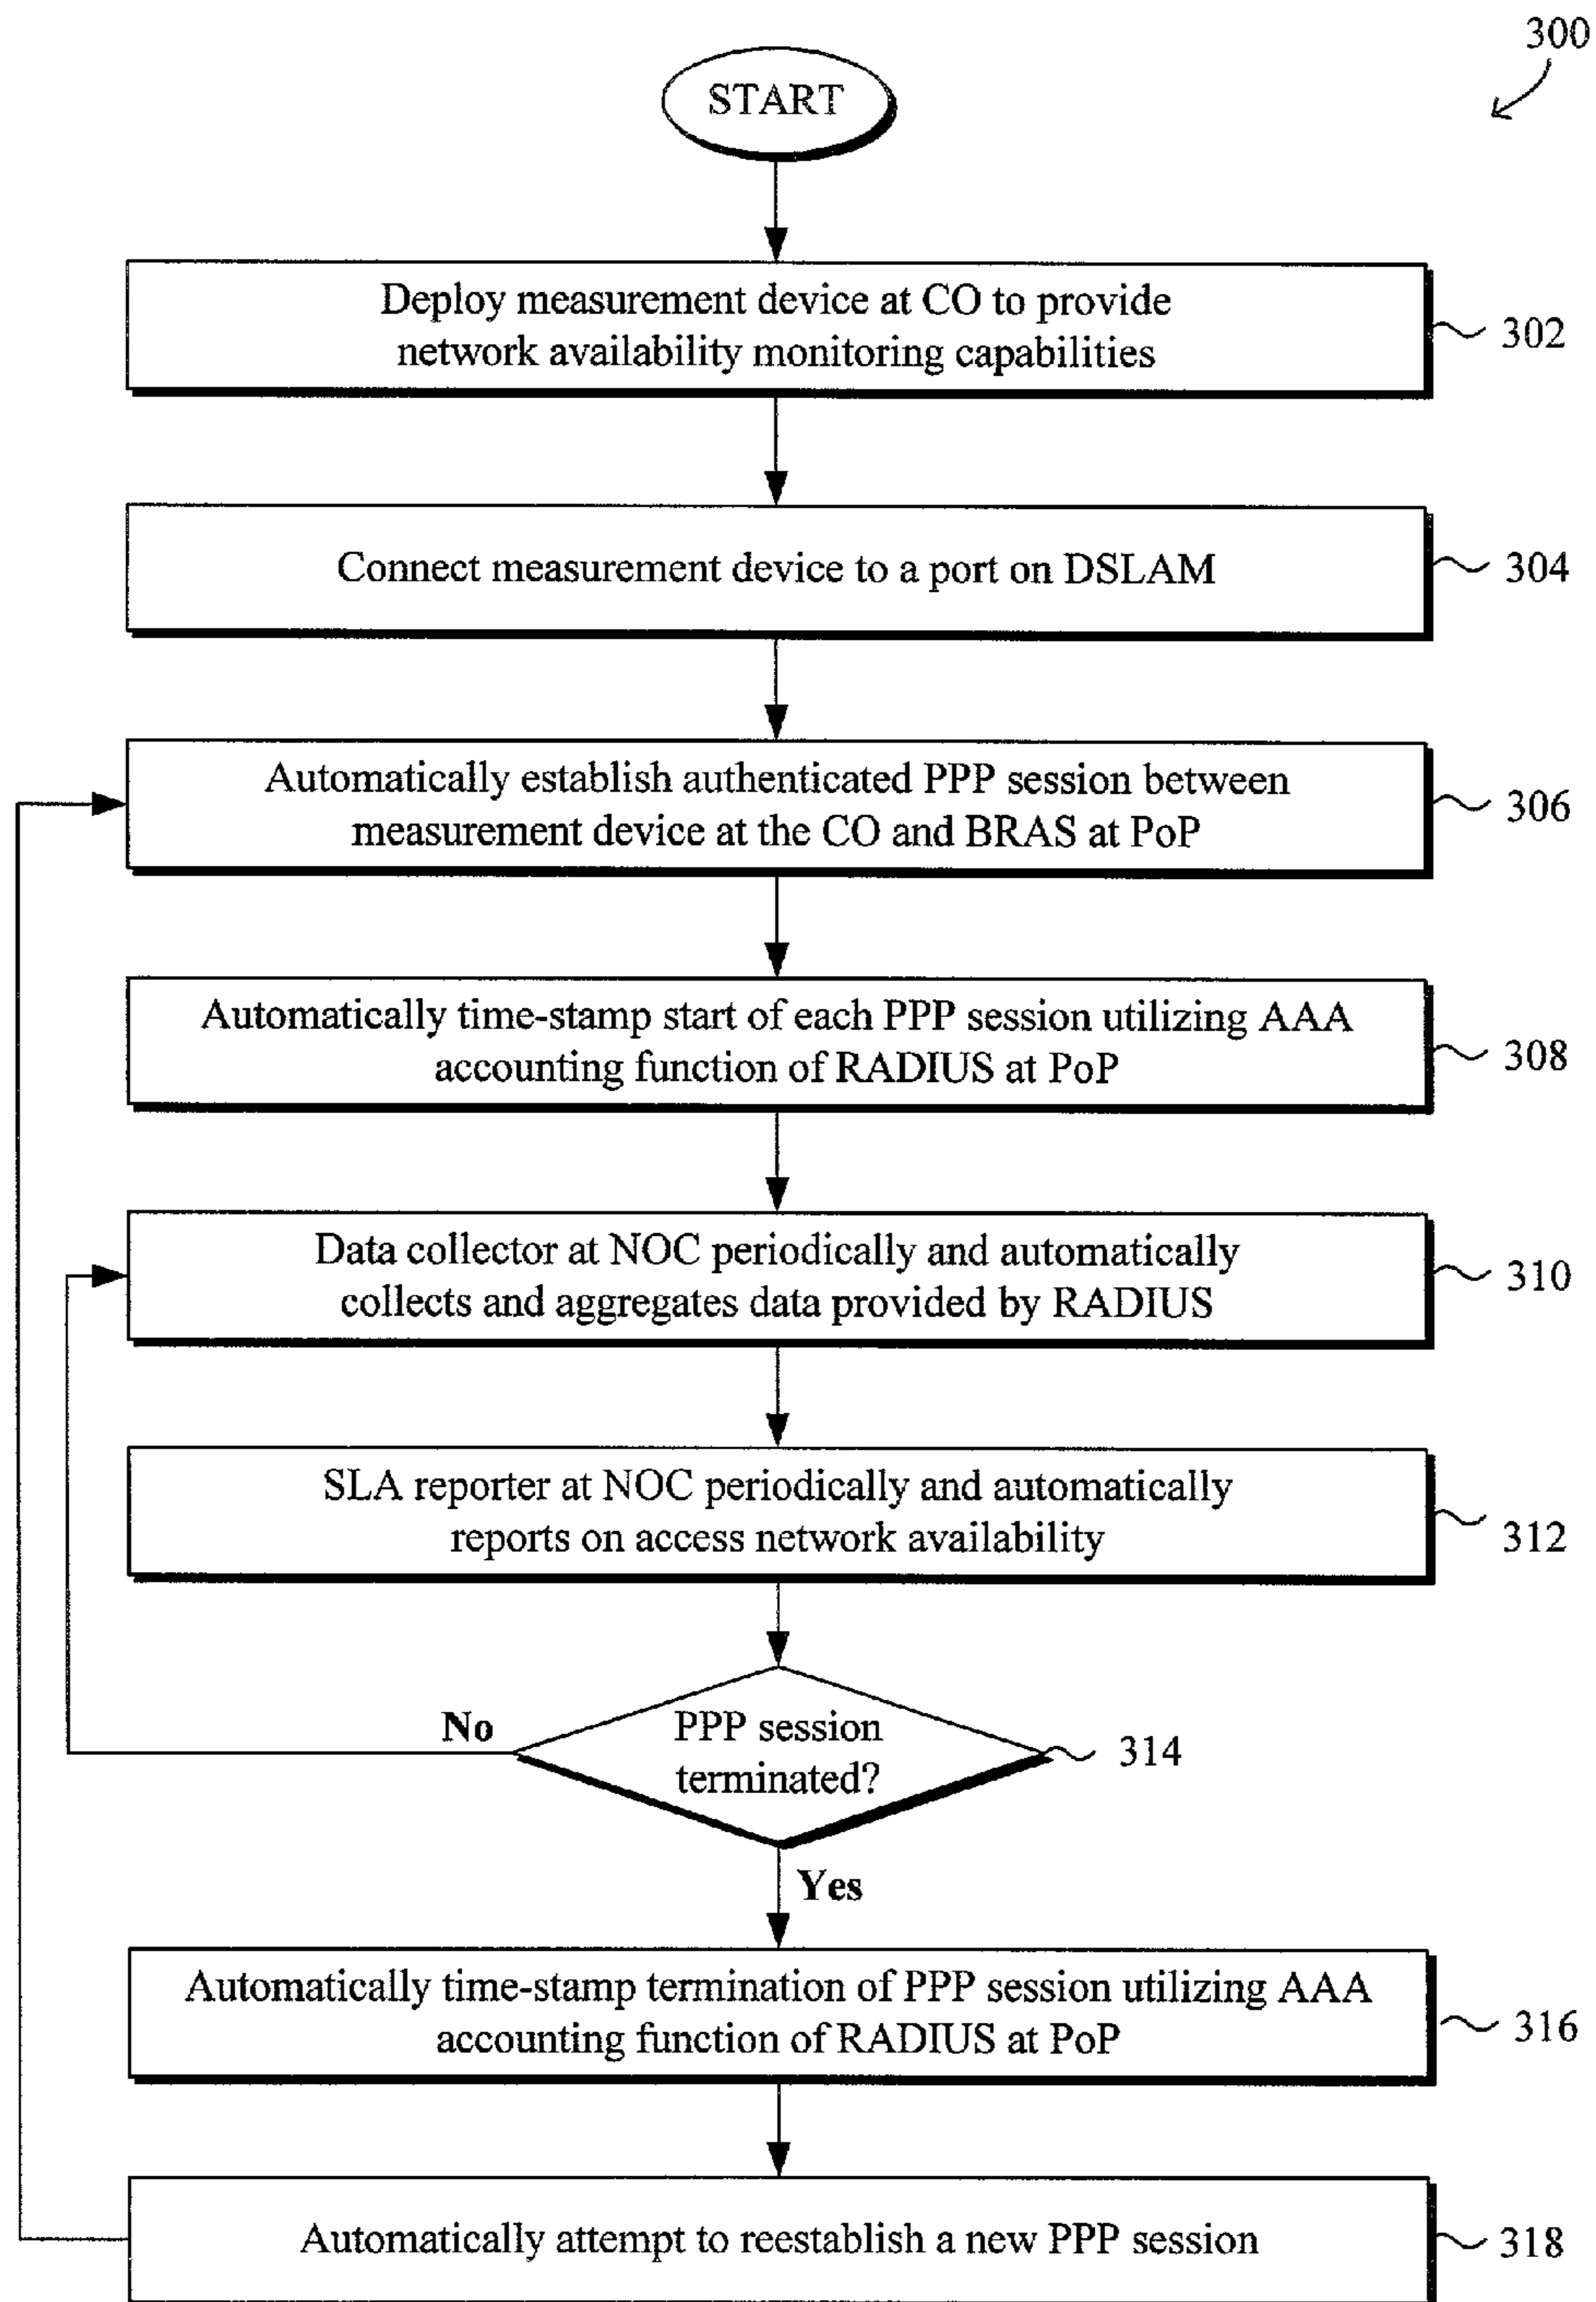 300
START
Deploy measurement device at CO to provide
network availability monitoring capabilities
302
Connect measurement device to a port on DSLAM
304
Automatically establish authenticated PPP session between
measurement device at the CO and BRAS at PoP
306
Automatically time-stamp start of each PPP session utilizing AAA
accounting function of RADIUS at PoP
308
Data collector at NOC periodically and automatically
collects and aggregates data provided by RADIUS
310
SLA reporter at NOC periodically and automatically
reports on access network availability
312
No
PPP session
terminated?
314
Yes
Automatically time-stamp termination of PPP session utilizing AAA
accounting function of RADIUS at PoP
316
Automatically attempt to reestablish a new PPP session
318